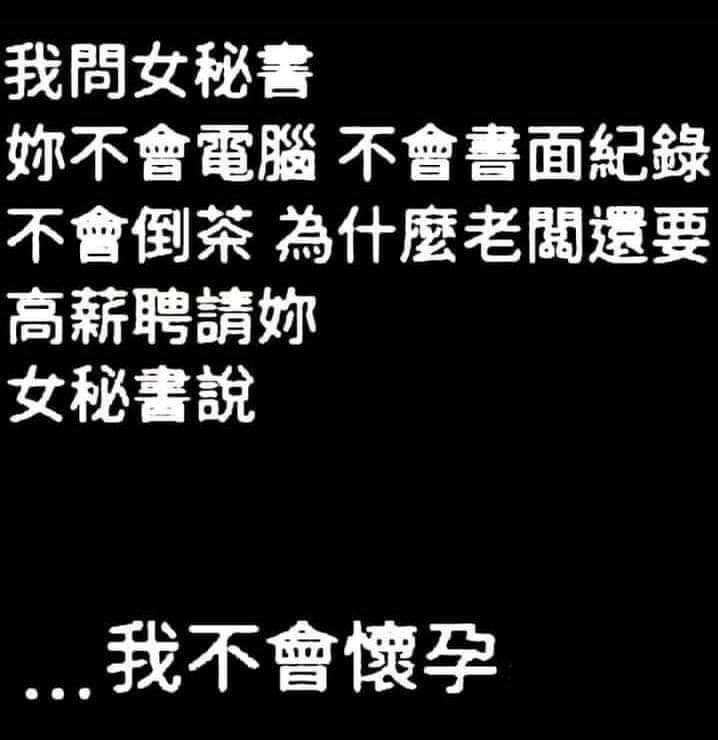 我問女秘書
妳不會電腦 不會書面紀錄
不會倒茶 為什麼老闆還要
高薪聘請妳
女秘書說
...我不會懷孕